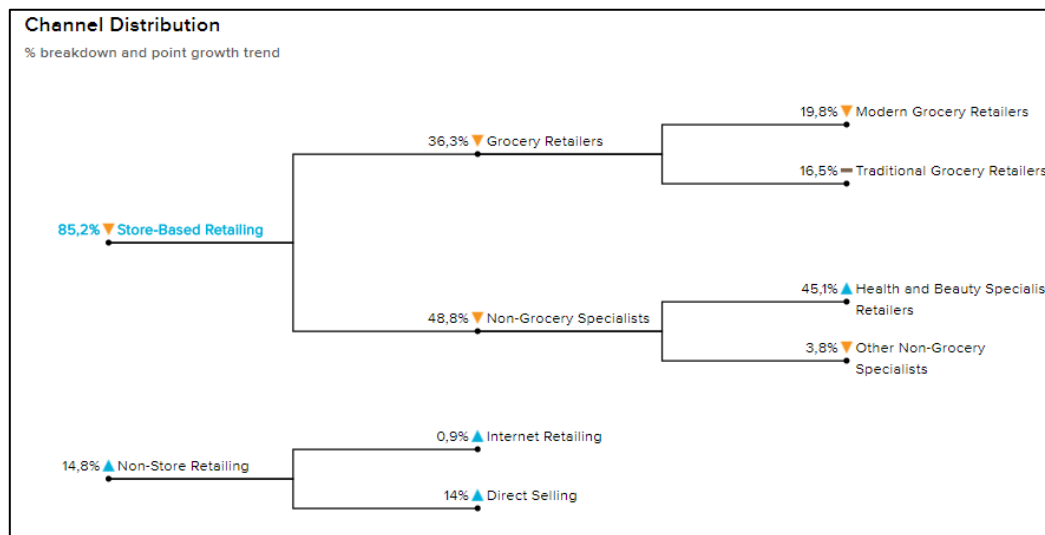 Channel Distribution
% breakdown and point growth trend
19,8% Modern Grocery Retailers
36,3% Grocery Retailers
16,5% Traditional Grocery Retailers
85,2% Store-Based Retailing
45,1% Health and Beauty Specialis
Retailers
48,8% Non-Grocery Specialists
3,8% Other Non-Grocery
Specialists
0,9% Internet Retailing
14,8% Non-Store Retailing
14% Direct Selling